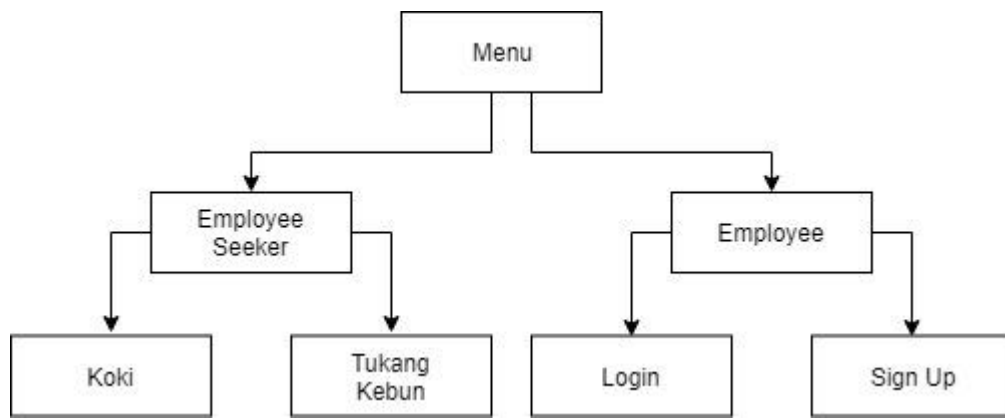 Menu
Employee
Seeker
Employee
Koki
Tukang
Kebun
Login
Sign Up